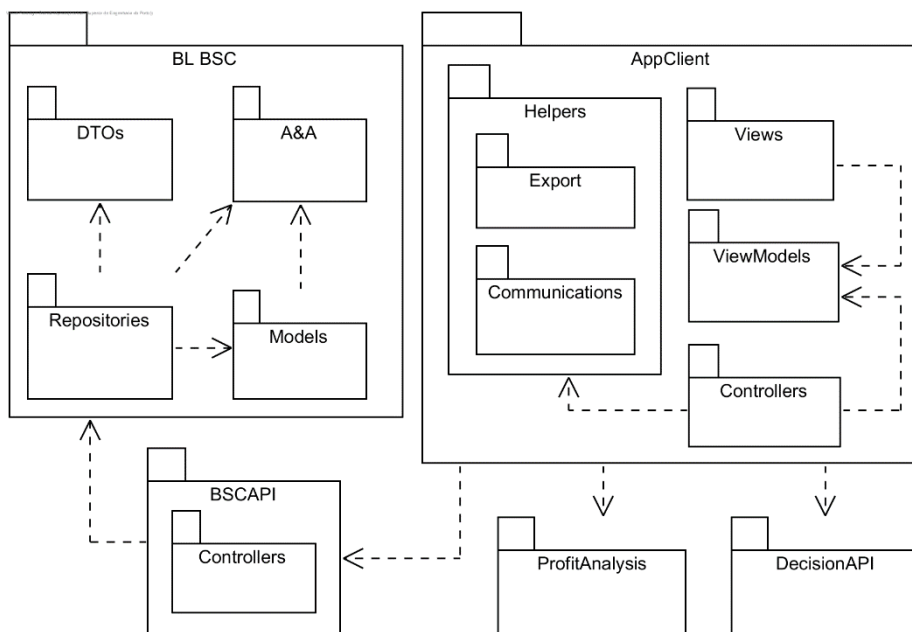 BL BSC
AppClient
DTOs
A&A
Helpers
Views
Export
ViewModels
Communications
Repositories
Models
Controllers
BSCAPI
Controllers
ProfitAnalysis
DecisionAPI